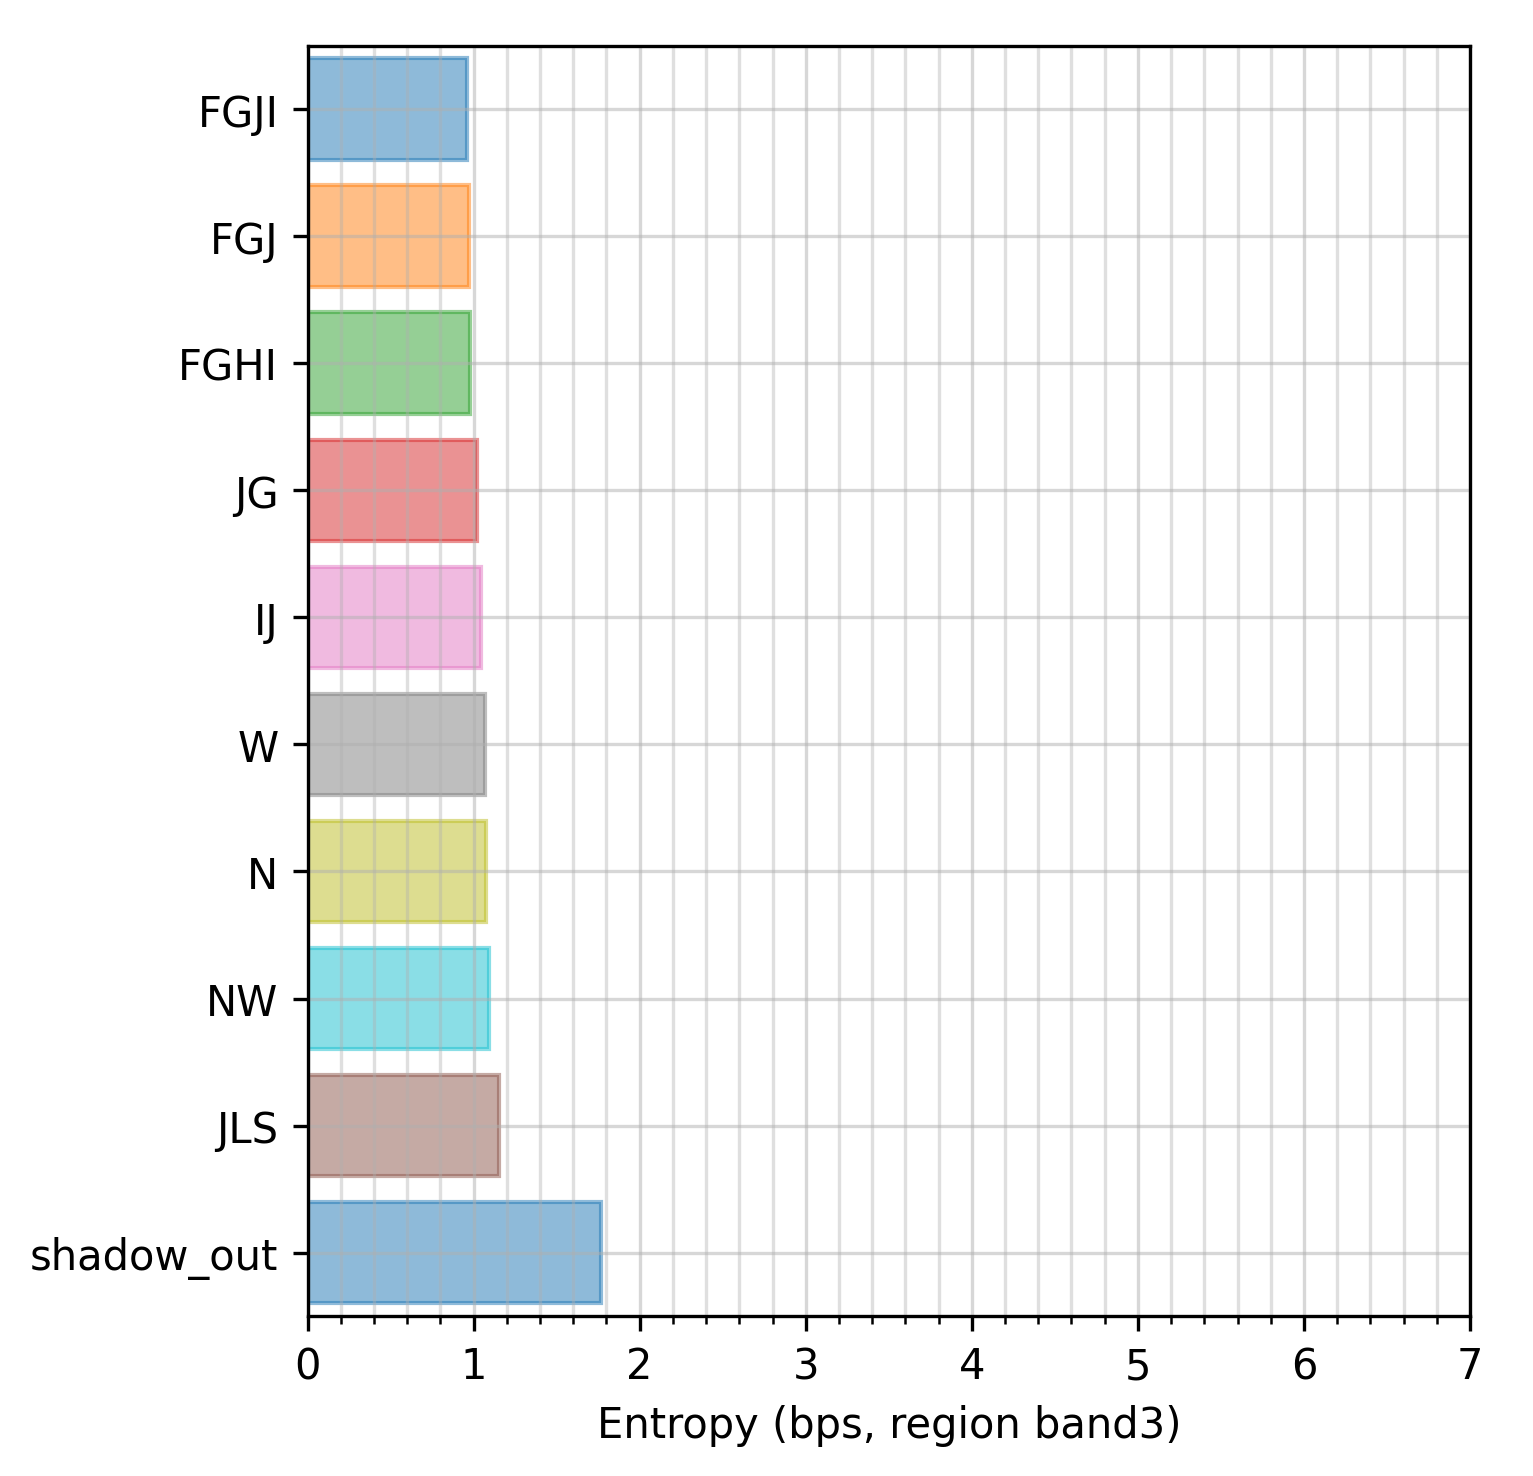 FGJI
FGJ
FGHI
JG
IJ
W
N
NW
JLS
shadow_out
0 1 2 3 4 5 6 7
Entropy (bps, region band3)